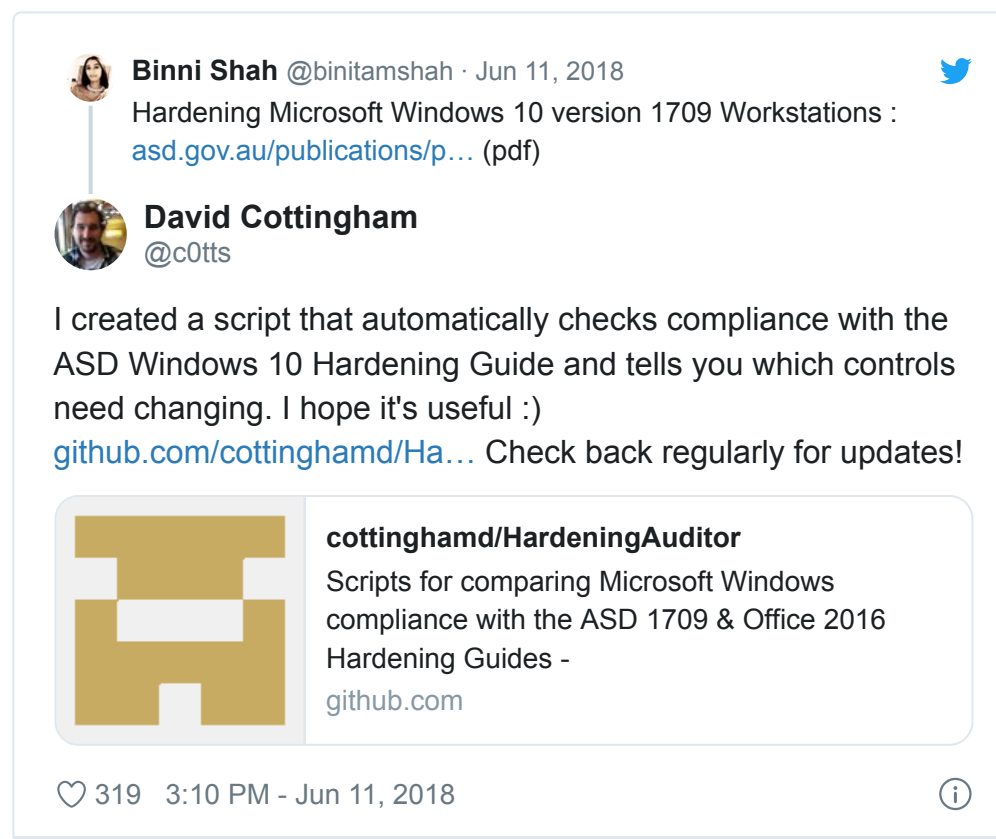 Binni Shah @binitamshah · Jun 11, 2018
Hardening Microsoft Windows 10 version 1709 Workstations :
asd.gov.au/publications/p… (pdf)
David Cottingham
@c0tts
I created a script that automatically checks compliance with the
ASD Windows 10 Hardening Guide and tells you which controls
need changing. I hope it's useful :)
github.com/cottinghamd/Ha… Check back regularly for updates!
cottinghamd/HardeningAuditor
Scripts for comparing Microsoft Windows
compliance with the ASD 1709 & Office 2016
Hardening Guides -
github.com
319 3:10 PM - Jun 11, 2018